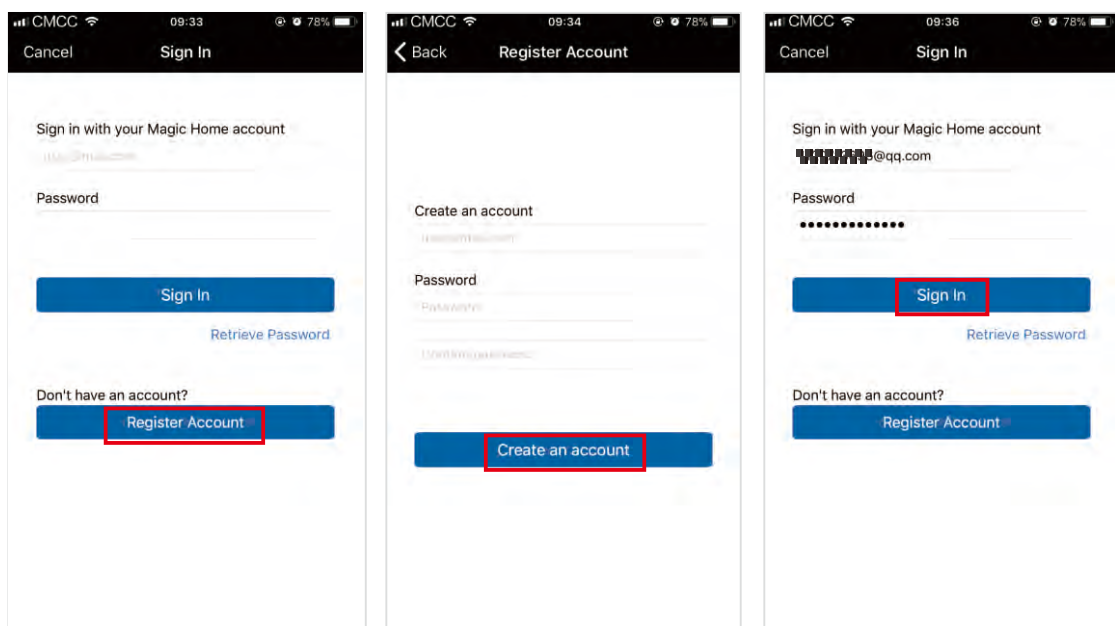 CMCC 09:33 78%
Cancel Sign In
Sign in with your Magic Home account
Password
Sign In
Retrieve Password
Don't have an account?
Register Account
CMCC 09:34 78%
Back Register Account
Create an account
Password
Password
Create an account
CMCC 09:36 78%
Cancel Sign In
Sign in with your Magic Home account
@qq.com
Password
Sign In
Retrieve Password
Don't have an account?
Register Account